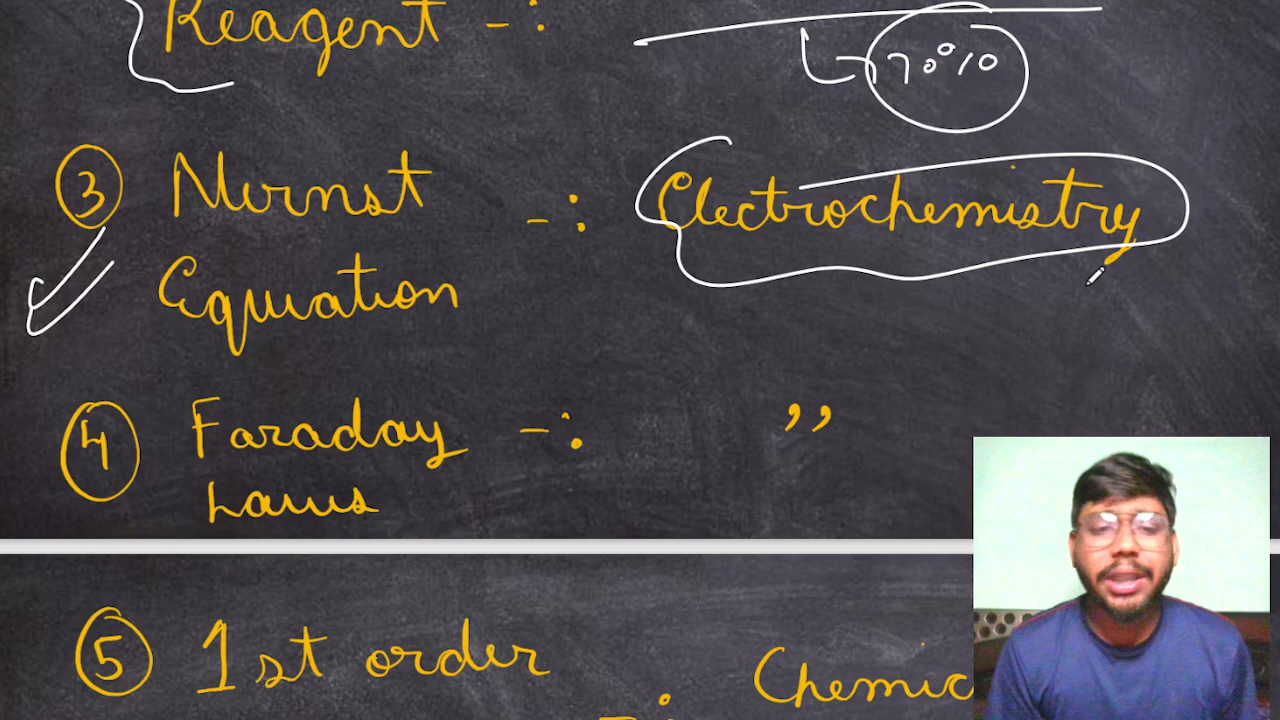 Reagent -:
70%
3 Nernst -: Electrochemistry
Equation
4 Faraday -: ,,
Laws
5 1st order
: Chemic